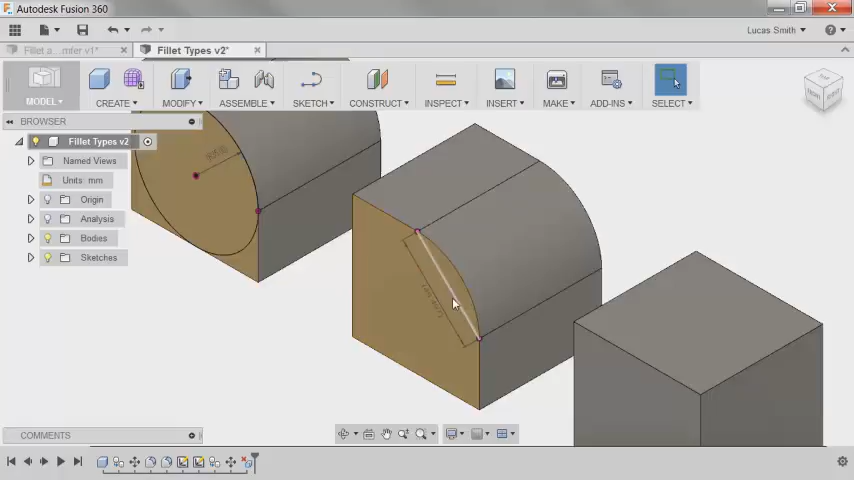 Autodesk Fusion 360
Lucas Smith
Fillet a...mfer v1*
Fillet Types v2*
MODEL
CREATE
MODIFY
ASSEMBLE
SKETCH
CONSTRUCT
INSPECT
INSERT
MAKE
ADD-INS
SELECT
BROWSER
Fillet Types v2
Named Views
Units: mm
Origin
Analysis
Bodies
Sketches
COMMENTS